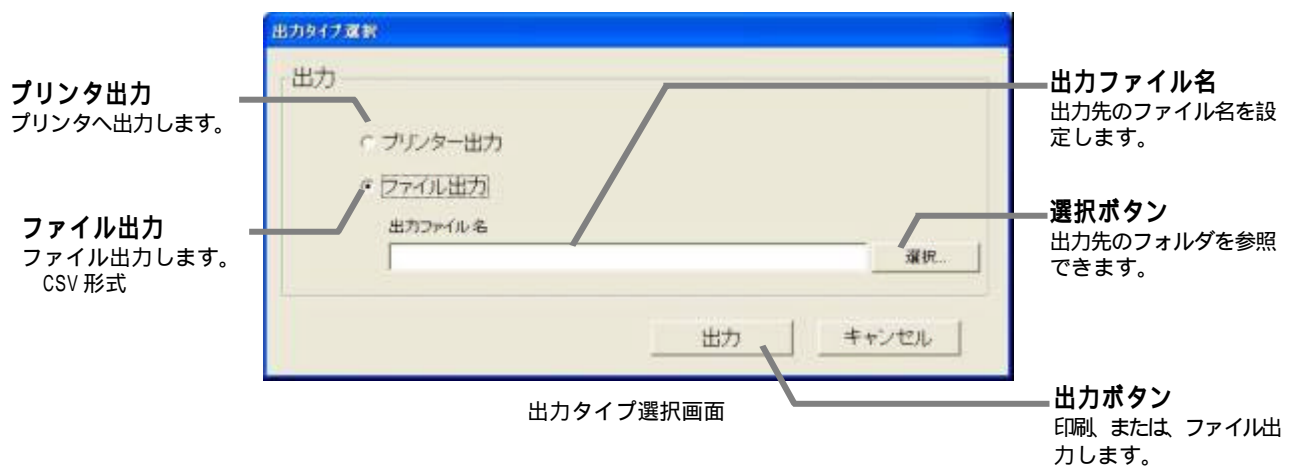 出力タイプ選択
出力
プリンタ出力
プリンタへ出力します。
プリンター出力
ファイル出力
ファイル出力
ファイル出力します。
CSV 形式
出力ファイル名
選択...
出力
キャンセル
出力ファイル名
出力先のファイル名を設
定します。
選択ボタン
出力先のフォルダを参照
できます。
出力ボタン
印刷、または、ファイル出
力します。
出力タイプ選択画面